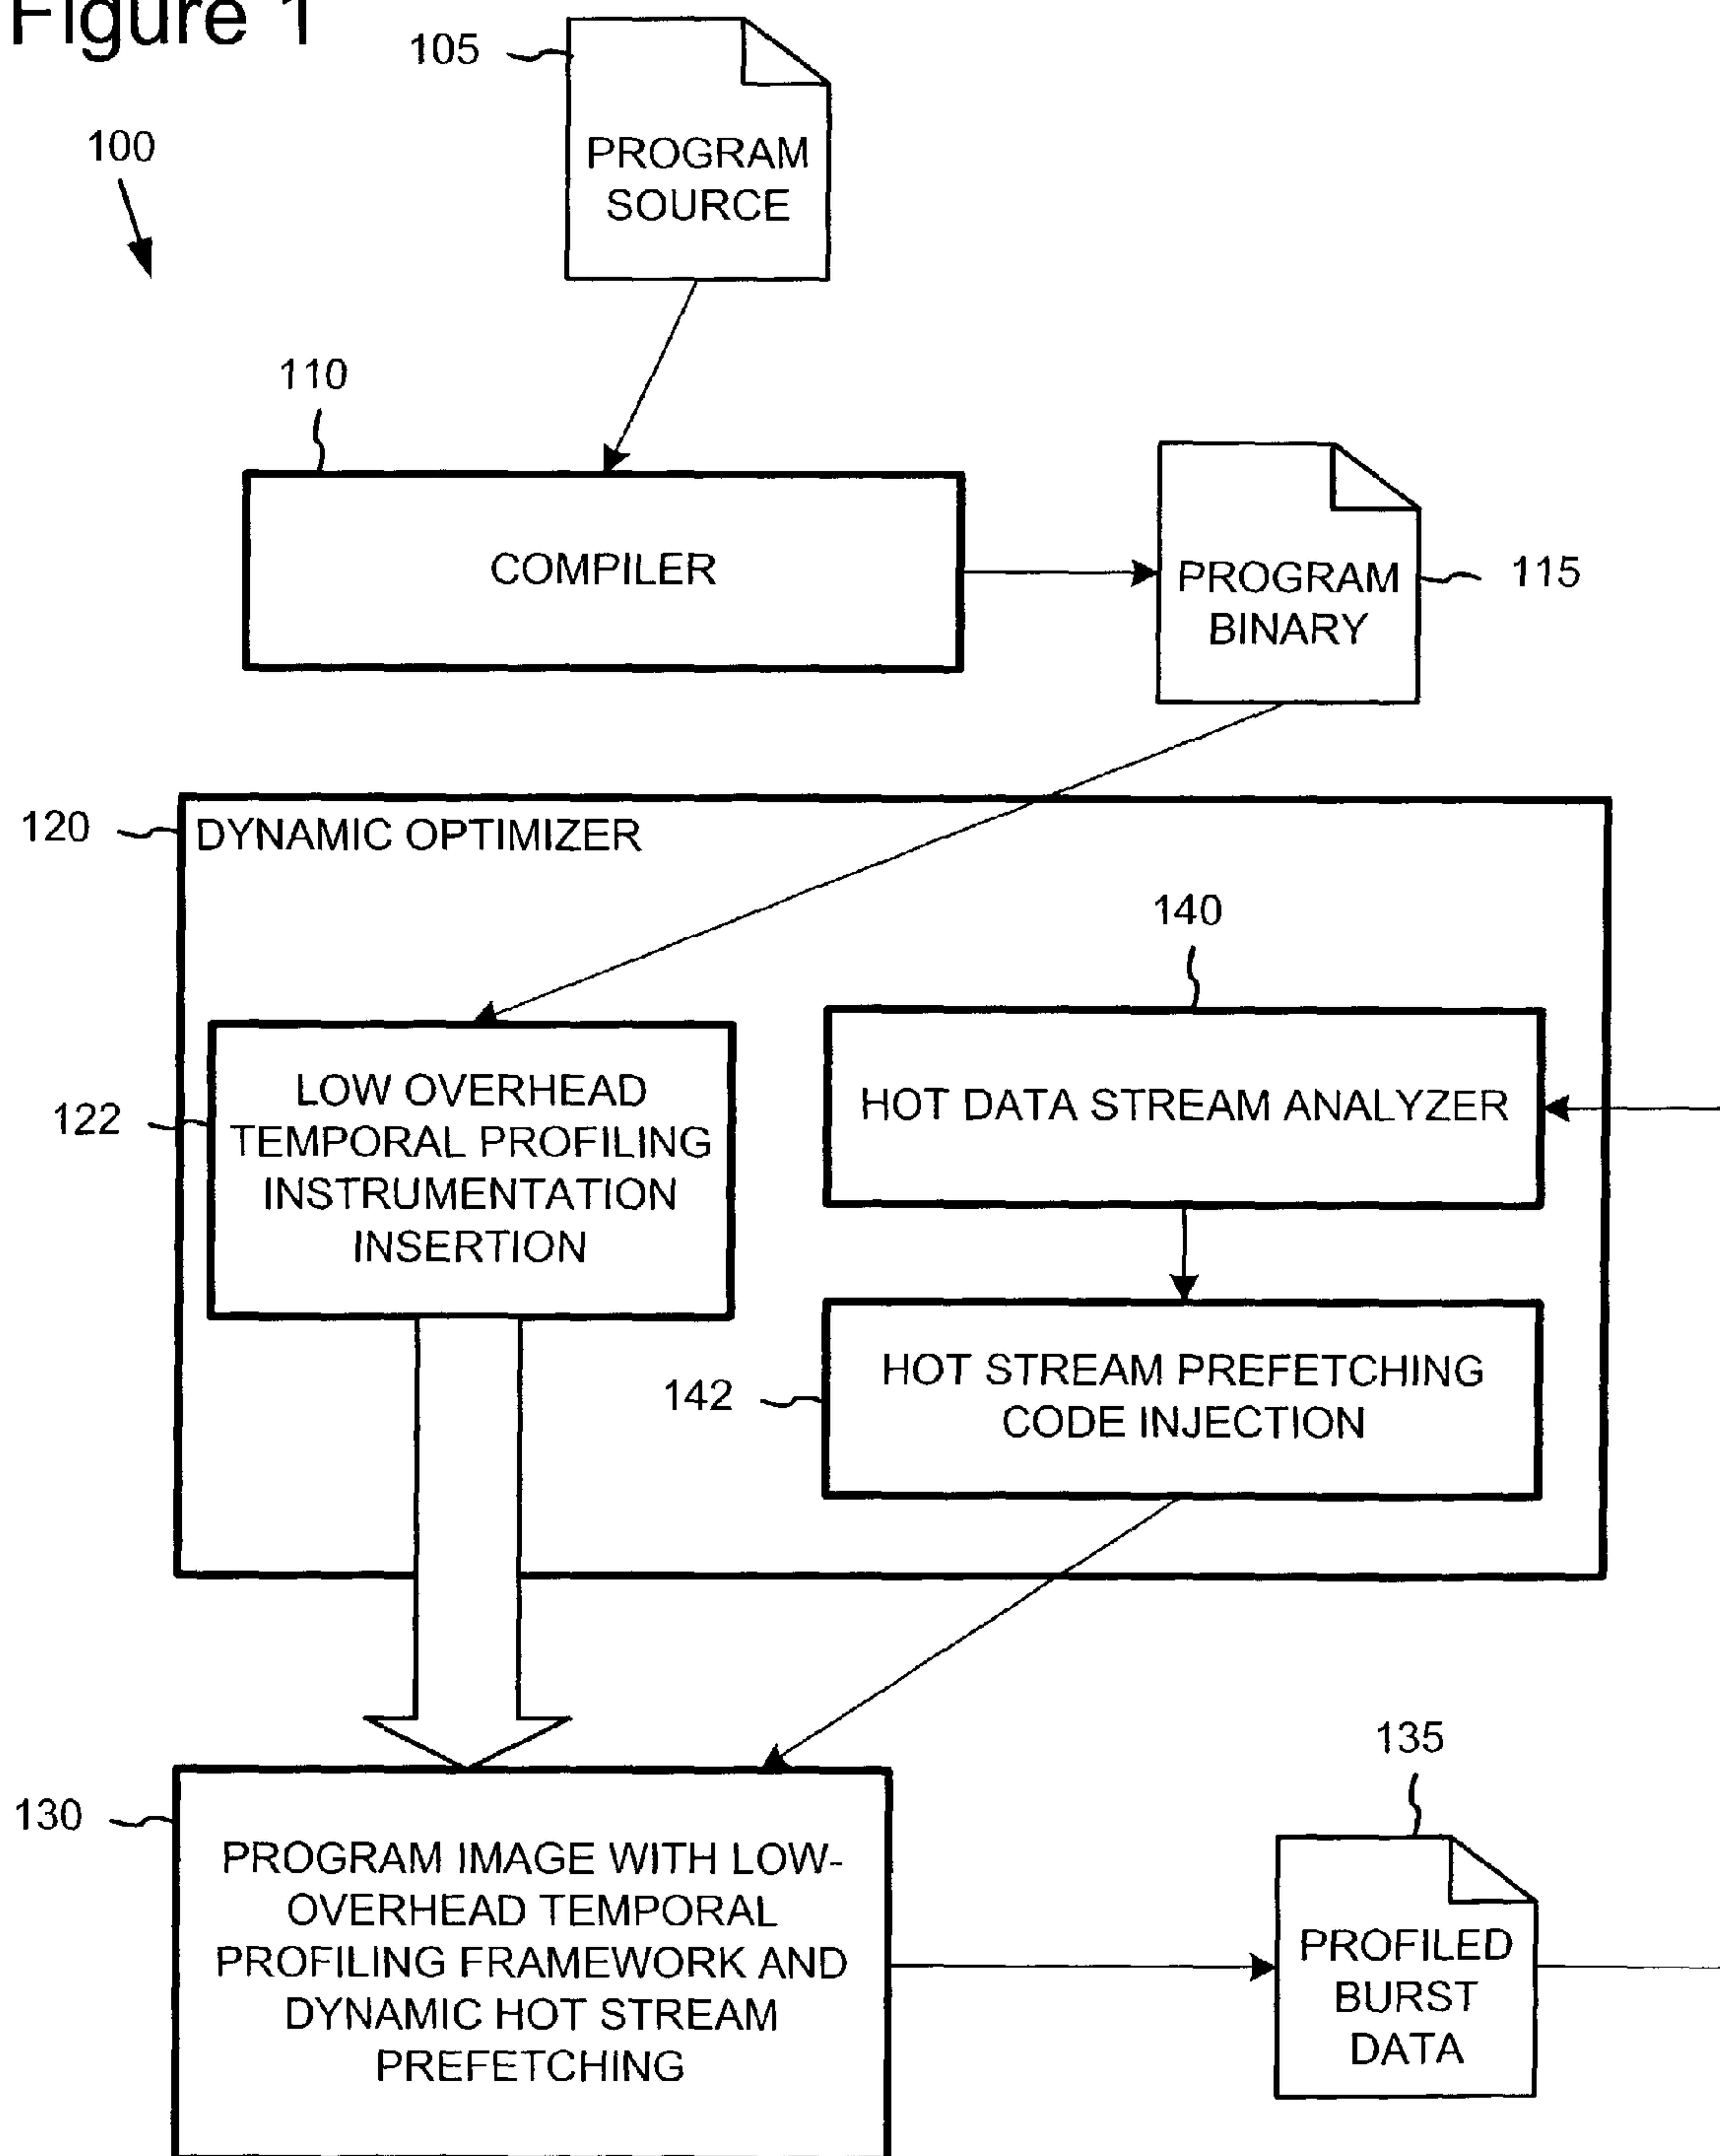 Figure 1
105
PROGRAM
SOURCE
100
110
COMPILER
PROGRAM
BINARY
115
120
DYNAMIC OPTIMIZER
140
122
LOW OVERHEAD
TEMPORAL PROFILING
INSTRUMENTATION
INSERTION
HOT DATA STREAM ANALYZER
142
HOT STREAM PREFETCHING
CODE INJECTION
130
PROGRAM IMAGE WITH LOW-
OVERHEAD TEMPORAL
PROFILING FRAMEWORK AND
DYNAMIC HOT STREAM
PREFETCHING
135
PROFILED
BURST
DATA